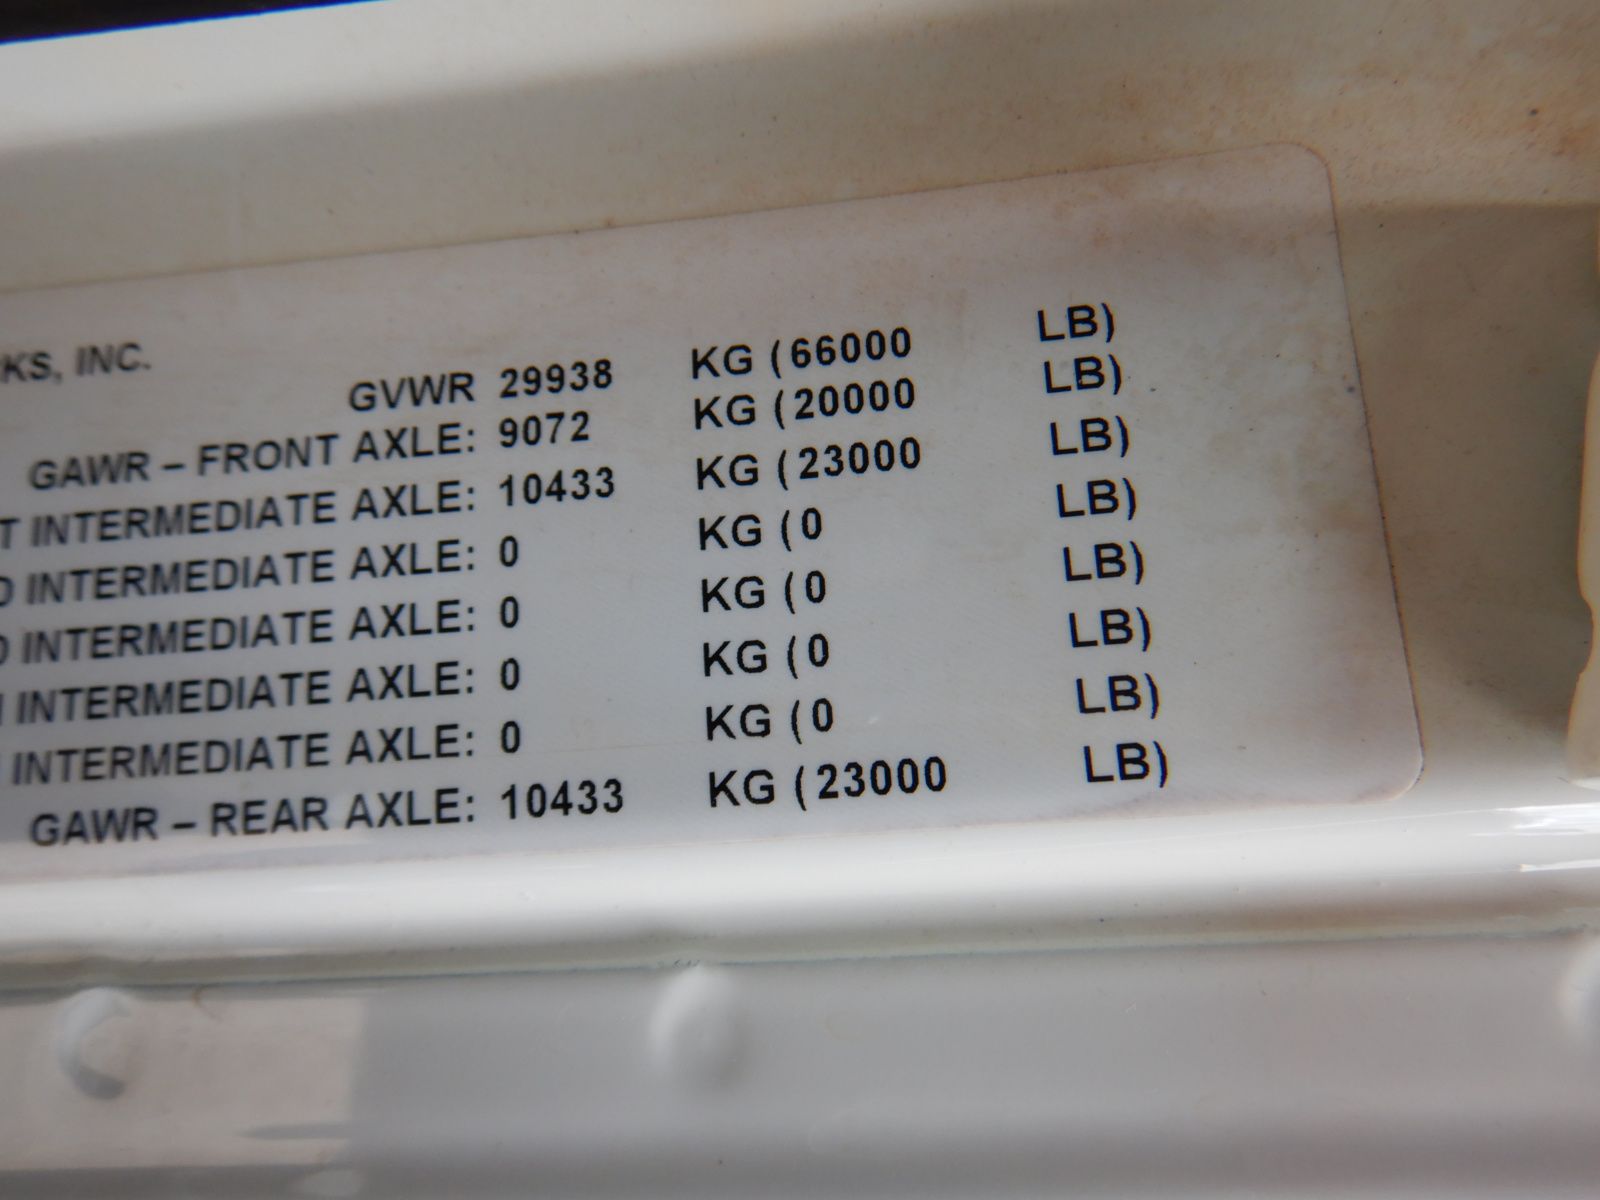 KS, INC.
GVWR 29938 KG (66000 LB)
GAWR – FRONT AXLE: 9072 KG (20000 LB)
T INTERMEDIATE AXLE: 10433 KG (23000 LB)
D INTERMEDIATE AXLE: 0 KG (0 LB)
D INTERMEDIATE AXLE: 0 KG (0 LB)
INTERMEDIATE AXLE: 0 KG (0 LB)
INTERMEDIATE AXLE: 0 KG (0 LB)
GAWR – REAR AXLE: 10433 KG (23000 LB)